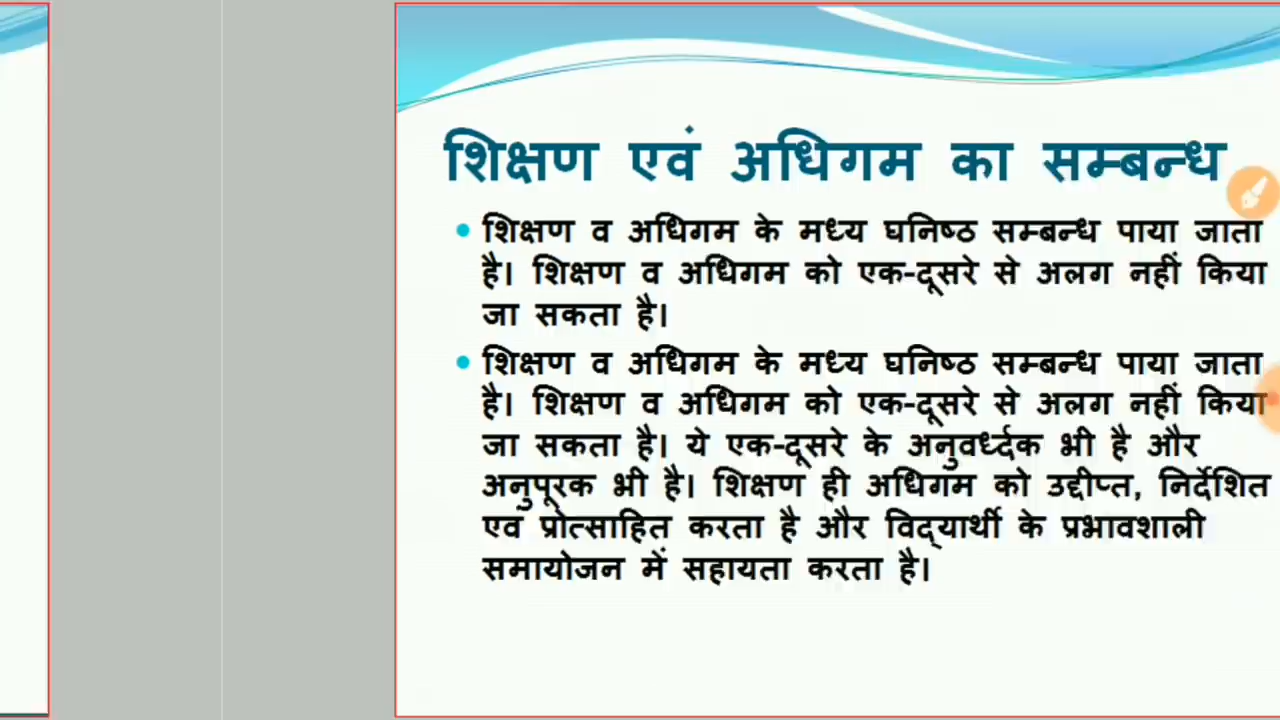 शिक्षण एवं अधिगम का सम्बन्ध
• शिक्षण व अधिगम के मध्य घनिष्ठ सम्बन्ध पाया जाता
है। शिक्षण व अधिगम को एक-दूसरे से अलग नहीं किया
जा सकता है।
• शिक्षण व अधिगम के मध्य घनिष्ठ सम्बन्ध पाया जाता
है। शिक्षण व अधिगम को एक-दूसरे से अलग नहीं किया
जा सकता है। ये एक-दूसरे के अनुवर्ध्दक भी है और
अनुपूरक भी है। शिक्षण ही अधिगम को उद्दीप्त, निर्देशित
एवं प्रोत्साहित करता है और विद्यार्थी के प्रभावशाली
समायोजन में सहायता करता है।